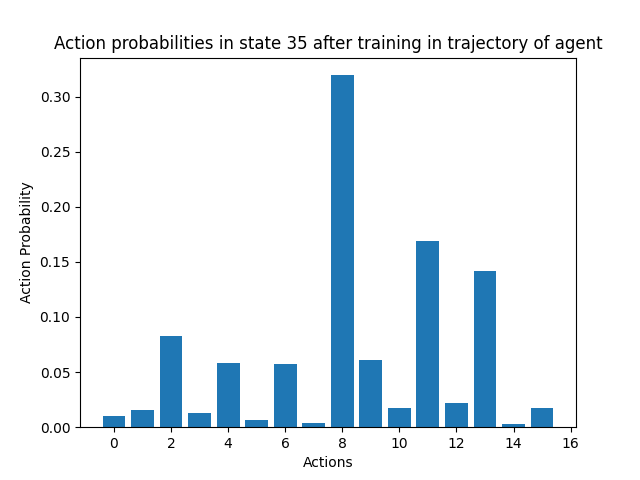 Action probabilities in state 35 after training in trajectory of agent
0.30
0.25
0.20
0.15
0.10
0.05
0.00
Action Probability
0 2 4 6 8 10 12 14 16
Actions